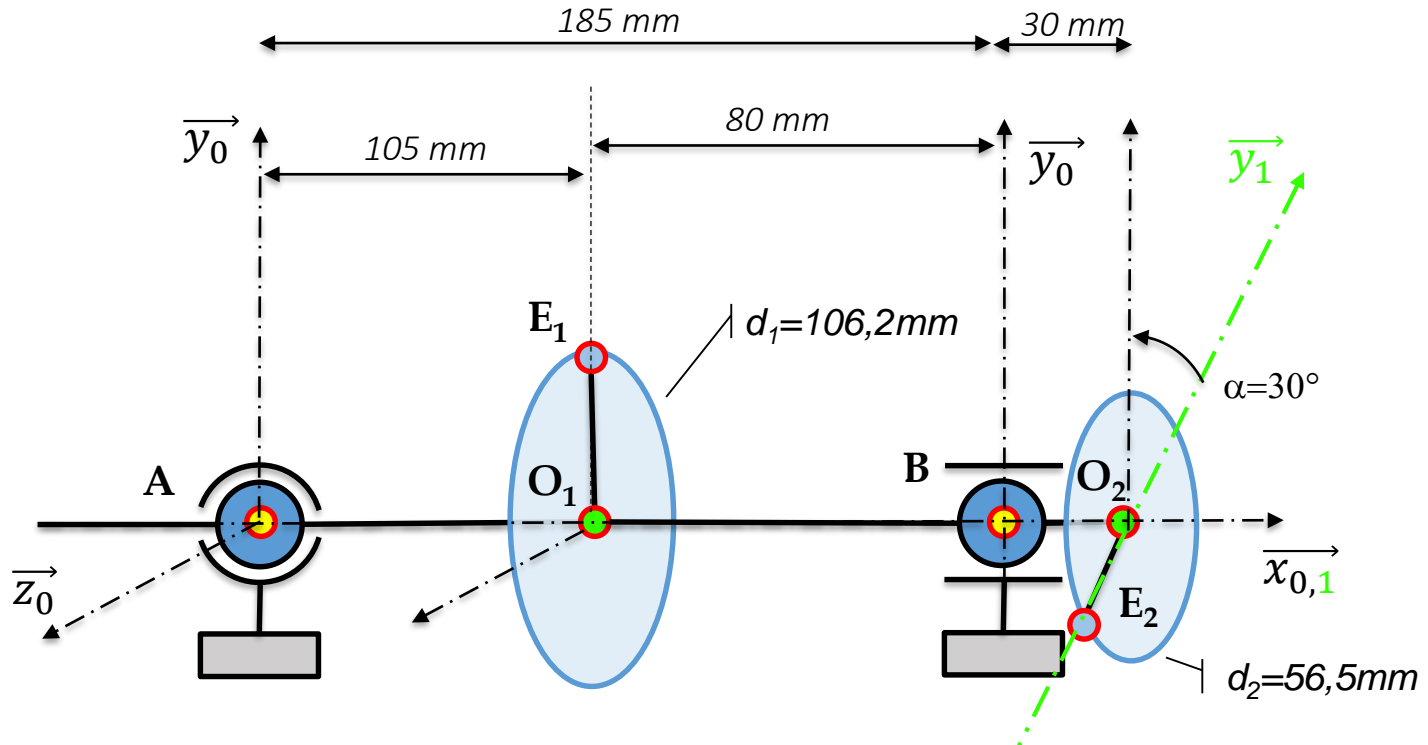 185 mm
30 mm
80 mm
105 mm
y₀
y₀
y₁
E₁
d₁=106,2mm
α=30°
A
O₁
B
O₂
z₀
x₀,₁
E₂
d₂=56,5mm